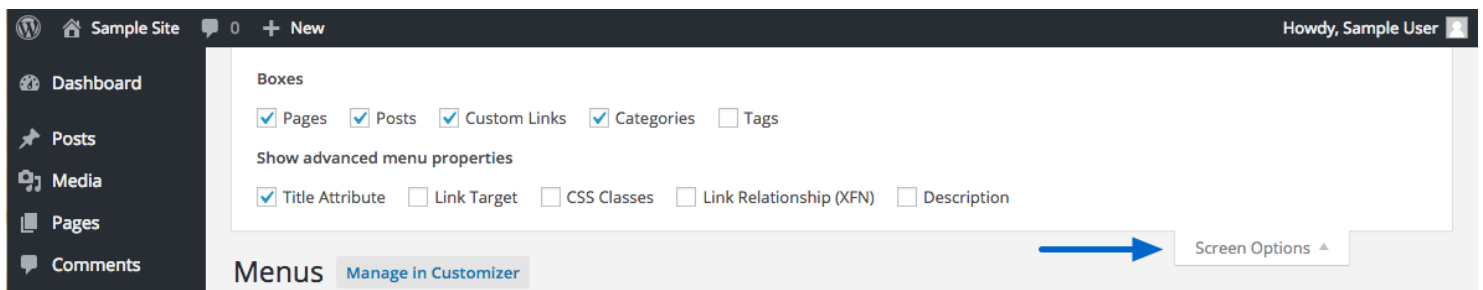 Sample Site 0 + New Howdy, Sample User
Dashboard
Posts
Media
Pages
Comments
Boxes
Pages Posts Custom Links Categories Tags
Show advanced menu properties
Title Attribute Link Target CSS Classes Link Relationship (XFN) Description
Screen Options
Menus Manage in Customizer